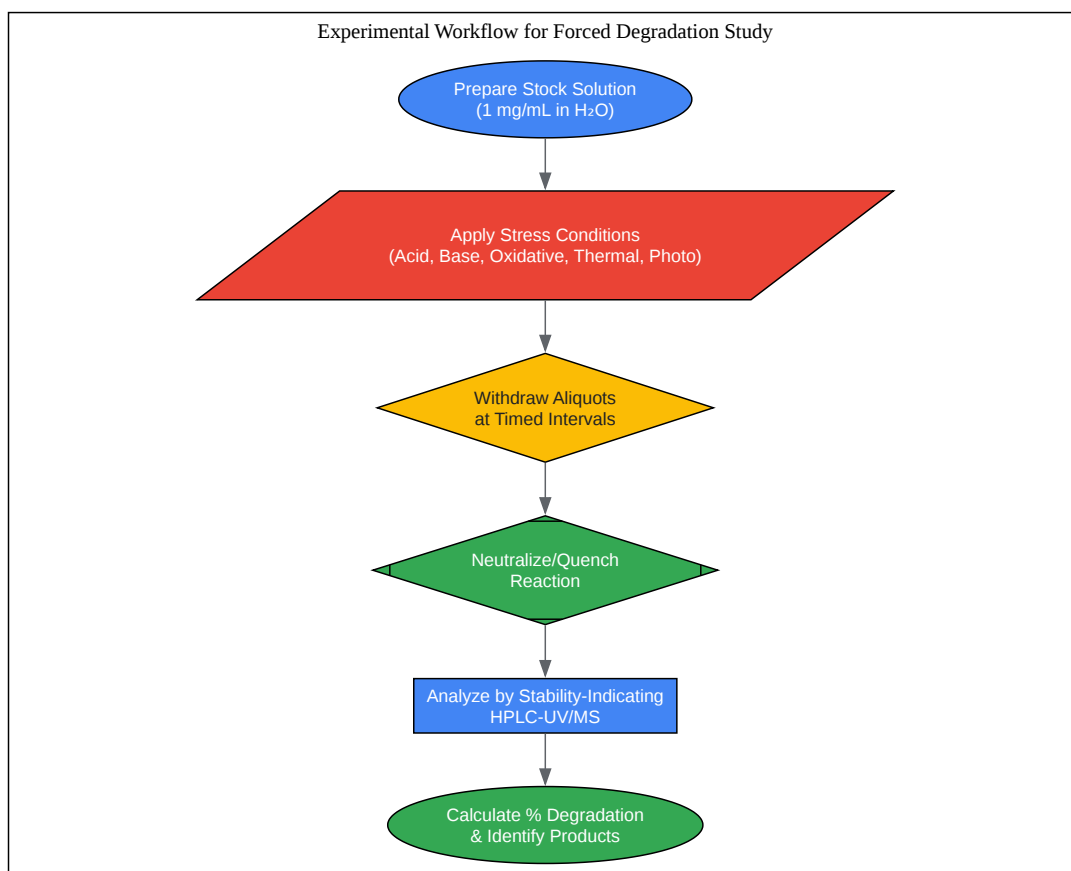 Experimental Workflow for Forced Degradation Study
Prepare Stock Solution
(1 mg/mL in H₂O)
Apply Stress Conditions
(Acid, Base, Oxidative, Thermal, Photo)
Withdraw Aliquots
at Timed Intervals
Neutralize/Quench
Reaction
Analyze by Stability-Indicating
HPLC-UV/MS
Calculate % Degradation
& Identify Products